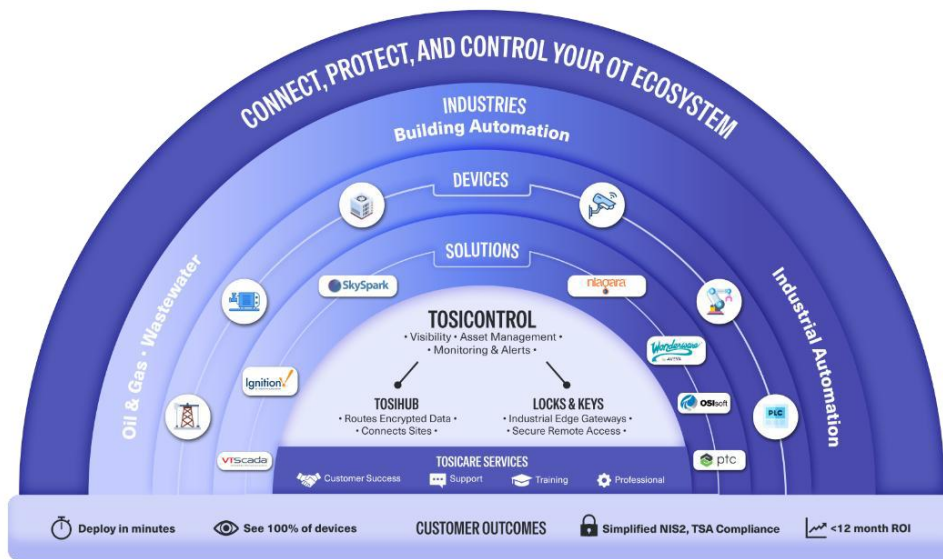 CONNECT, PROTECT, AND CONTROL YOUR OT ECOSYSTEM
INDUSTRIES
Building Automation
Oil & Gas • Wastewater
Industrial Automation
DEVICES
SOLUTIONS
SkySpark
niagara
Ignition
Wonderware
OSIsoft
VTScada
ptc
PLC
TOSICONTROL
• Visibility • Asset Management •
• Monitoring & Alerts •
TOSIHUB
• Routes Encrypted Data •
• Connects Sites •
LOCKS & KEYS
• Industrial Edge Gateways •
• Secure Remote Access •
TOSICARE SERVICES
Customer Success
Support
Training
Professional
Deploy in minutes
See 100% of devices
CUSTOMER OUTCOMES
Simplified NIS2, TSA Compliance
<12 month ROI